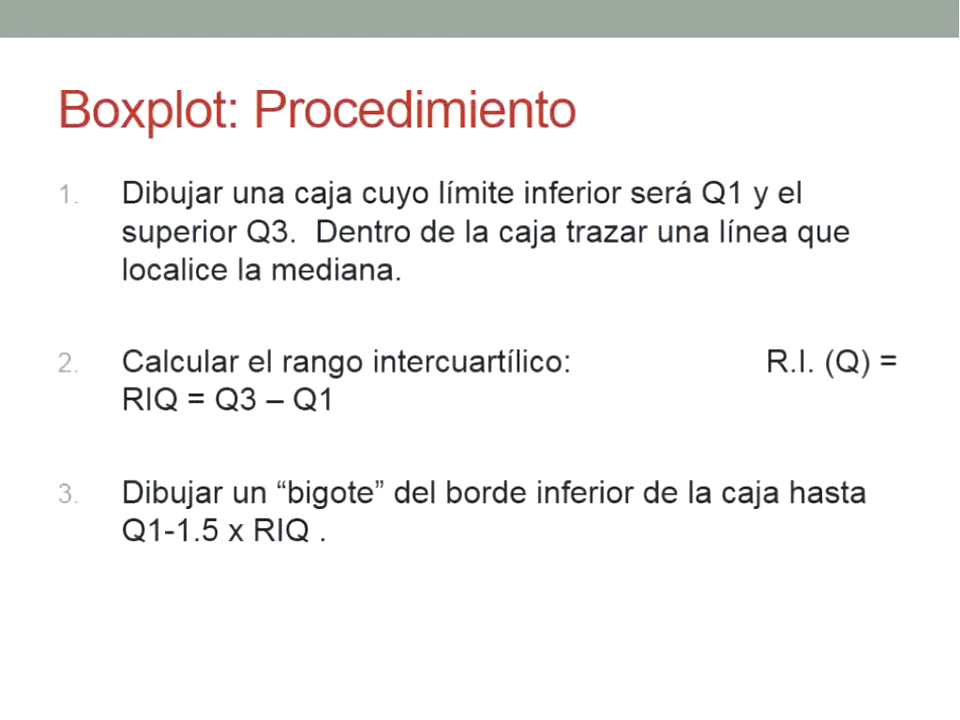 Boxplot: Procedimiento
1. Dibujar una caja cuyo límite inferior será Q1 y el
superior Q3. Dentro de la caja trazar una línea que
localice la mediana.
2. Calcular el rango intercuartílico: R.I. (Q) =
RIQ = Q3 – Q1
3. Dibujar un “bigote” del borde inferior de la caja hasta
Q1-1.5 x RIQ .